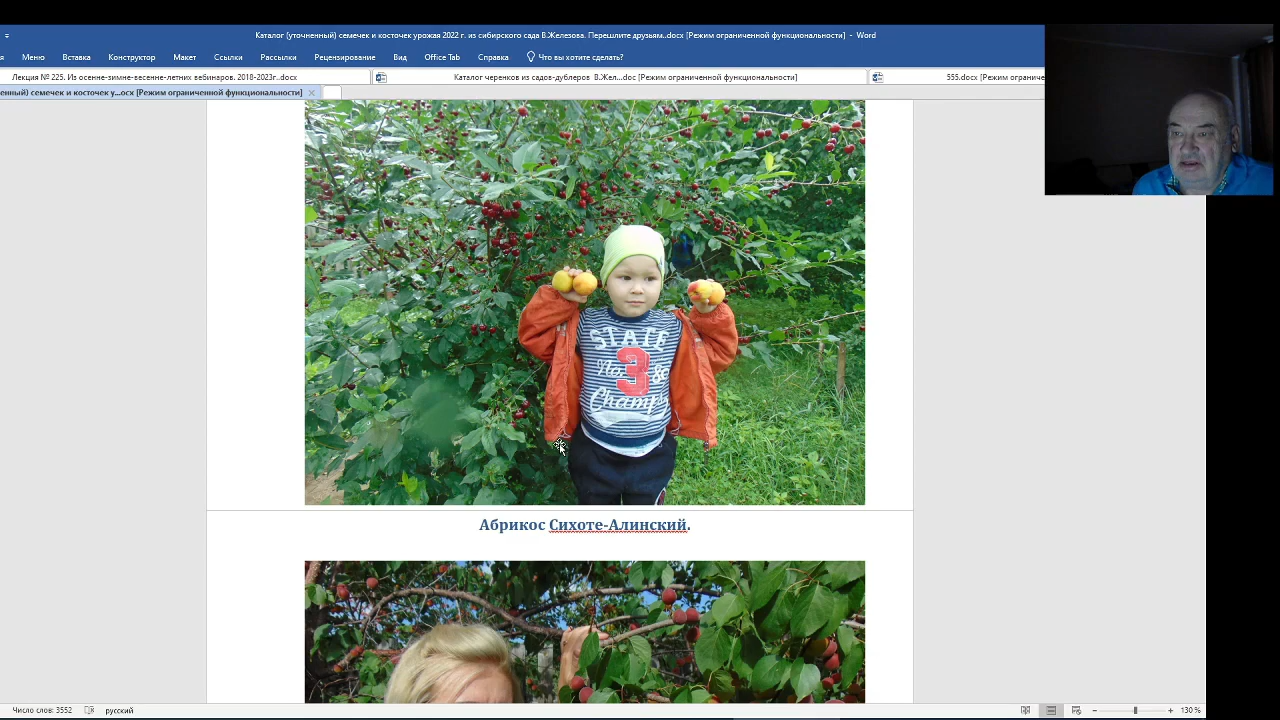 Каталог (уточненный) семечек и косточек урожая 2022 г. из сибирского сада В.Железова. Перешлите друзьям..docx [Режим ограниченной функциональности] - Word
Меню Вставка Конструктор Макет Ссылки Рассылки Рецензирование Вид Office Tab Справка Что вы хотите сделать?
Лекция № 225. Из осенне-зимне-весенне-летних вебинаров. 2018-2023г..docx Каталог черенков из садов-дублеров В.Жел...doc [Режим ограниченной функциональности] 555.docx [Режим ограниче
енный) семечек и косточек у...ocx [Режим ограниченной функциональности]
STATE
No 3 86
Champ
Абрикос Сихоте-Алинский.
Число слов: 3552 русский 130 %